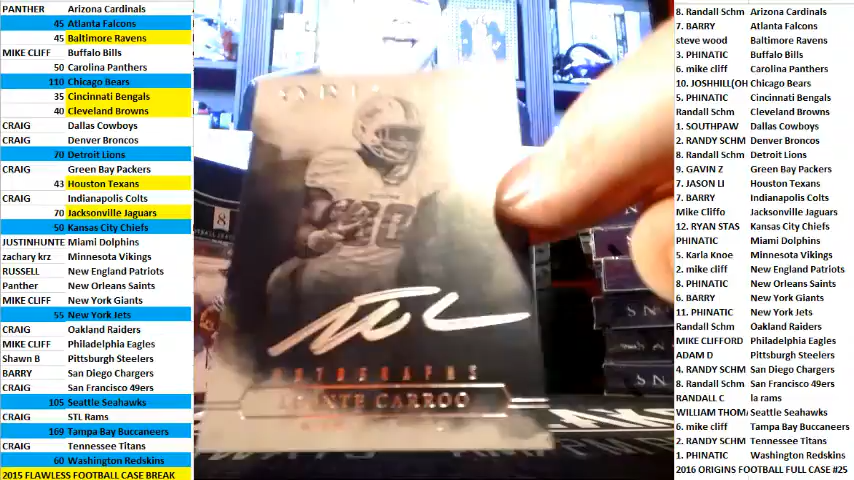 PANTHER Arizona Cardinals
45 Atlanta Falcons
45 Baltimore Ravens
MIKE CLIFF Buffalo Bills
50 Carolina Panthers
110 Chicago Bears
35 Cincinnati Bengals
40 Cleveland Browns
CRAIG Dallas Cowboys
CRAIG Denver Broncos
70 Detroit Lions
CRAIG Green Bay Packers
43 Houston Texans
CRAIG Indianapolis Colts
70 Jacksonville Jaguars
50 Kansas City Chiefs
JUSTINHUNTE Miami Dolphins
zachary krz Minnesota Vikings
RUSSELL New England Patriots
Panther New Orleans Saints
MIKE CLIFF New York Giants
55 New York Jets
CRAIG Oakland Raiders
MIKE CLIFF Philadelphia Eagles
Shawn B Pittsburgh Steelers
BARRY San Diego Chargers
CRAIG San Francisco 49ers
105 Seattle Seahawks
CRAIG STL Rams
169 Tampa Bay Buccaneers
CRAIG Tennessee Titans
60 Washington Redskins
2015 FLAWLESS FOOTBALL CASE BREAK
AUTOGRAPHS
CARROO
8. Randall Schm Arizona Cardinals
7. BARRY Atlanta Falcons
steve wood Baltimore Ravens
3. PHINATIC Buffalo Bills
6. mike cliff Carolina Panthers
10. JOSHHILL(OH Chicago Bears
5. PHINATIC Cincinnati Bengals
Randall Schm Cleveland Browns
1. SOUTHPAW Dallas Cowboys
2. RANDY SCHM Denver Broncos
8. Randall Schm Detroit Lions
9. GAVIN Z Green Bay Packers
7. JASON LI Houston Texans
7. BARRY Indianapolis Colts
Mike Cliffo Jacksonville Jaguars
12. RYAN STAS Kansas City Chiefs
PHINATIC Miami Dolphins
5. Karla Knoe Minnesota Vikings
2. mike cliff New England Patriots
8. PHINATIC New Orleans Saints
6. BARRY New York Giants
11. PHINATIC New York Jets
Randall Schm Oakland Raiders
MIKE CLIFFORD Philadelphia Eagles
ADAM D Pittsburgh Steelers
4. RANDY SCHM San Diego Chargers
8. Randall Schm San Francisco 49ers
RANDALL C la rams
WILLIAM THOM Seattle Seahawks
6. mike cliff Tampa Bay Buccaneers
2. RANDY SCHM Tennessee Titans
1. PHINATIC Washington Redskins
2016 ORIGINS FOOTBALL FULL CASE #25